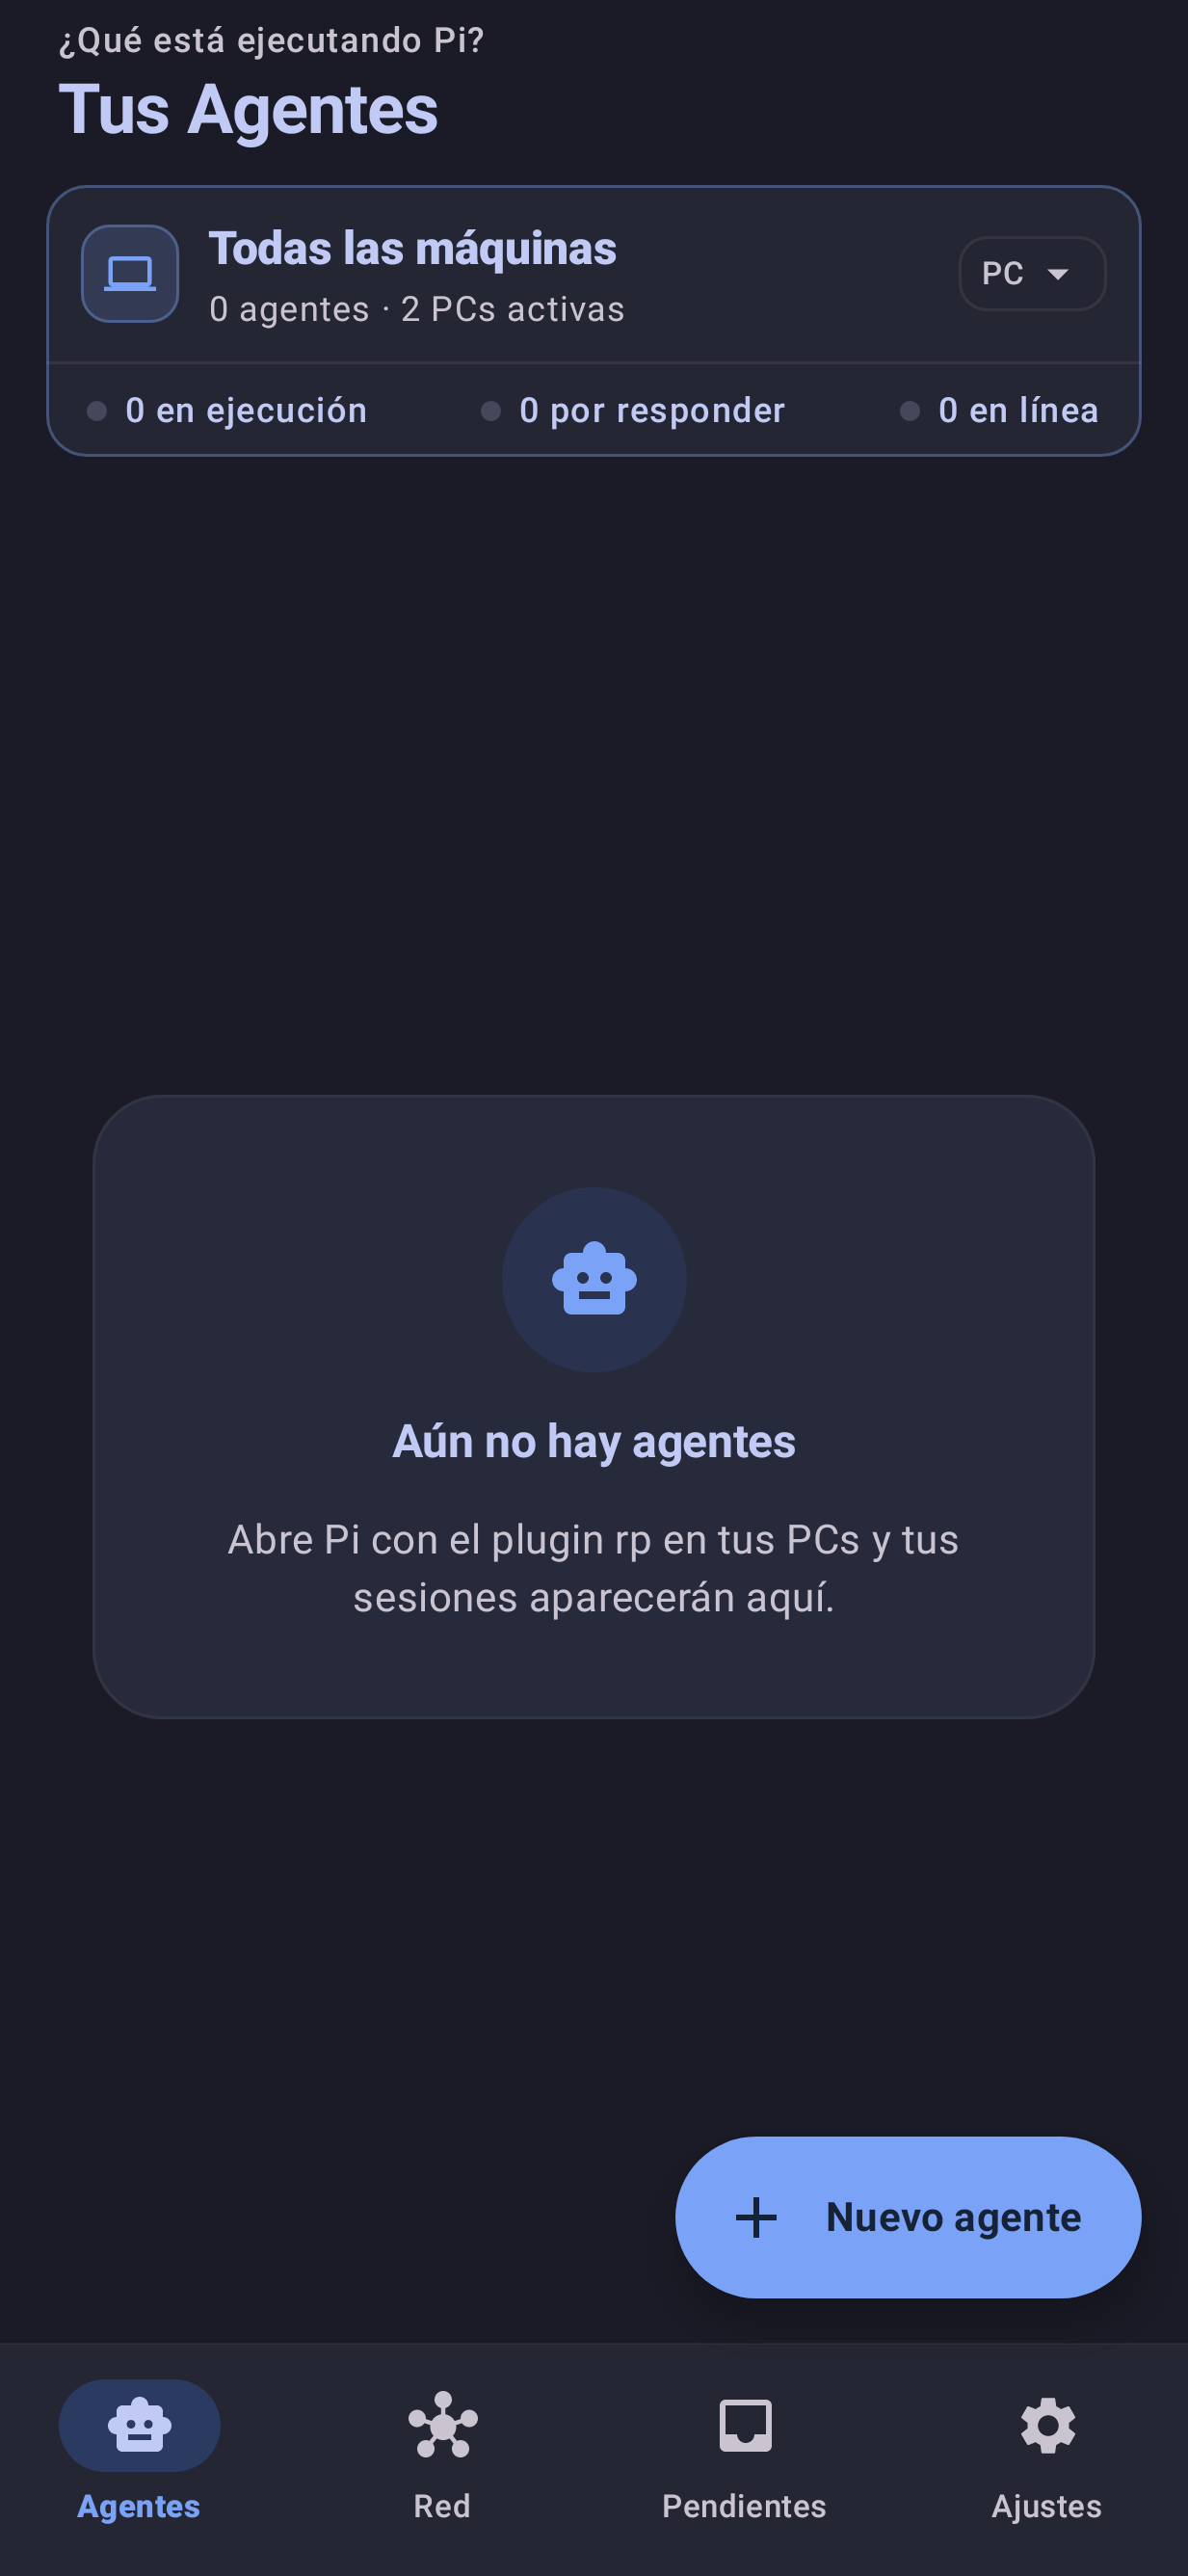 ¿Qué está ejecutando Pi?
Tus Agentes
Todas las máquinas
0 agentes · 2 PCs activas
PC
0 en ejecución
0 por responder
0 en línea
Aún no hay agentes
Abre Pi con el plugin rp en tus PCs y tus
sesiones aparecerán aquí.
Nuevo agente
Agentes
Red
Pendientes
Ajustes